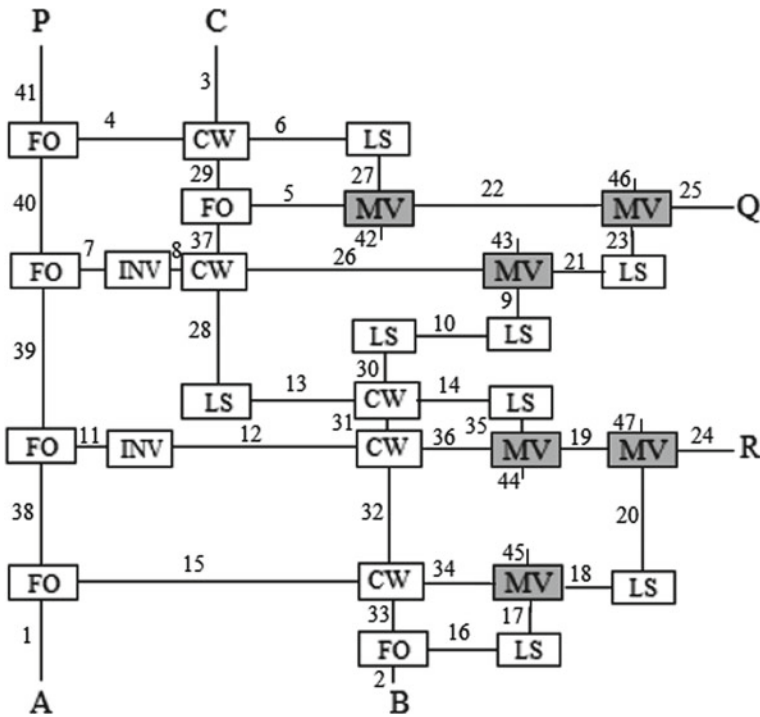 P C
3
41
4 6
FO CW LS
29 27 22 46 25
40 5
FO MV MV Q
7 8 37 42 43 23
26 21
FO INV CW MV LS
9
28 10
39 LS LS
30
13 14
LS CW LS
11 12 31 36 35 19 47 24
FO INV CW MV MV R
44
38 32 20
15 45
34 18
FO CW MV LS
33 17
1 16
FO LS
2
A B